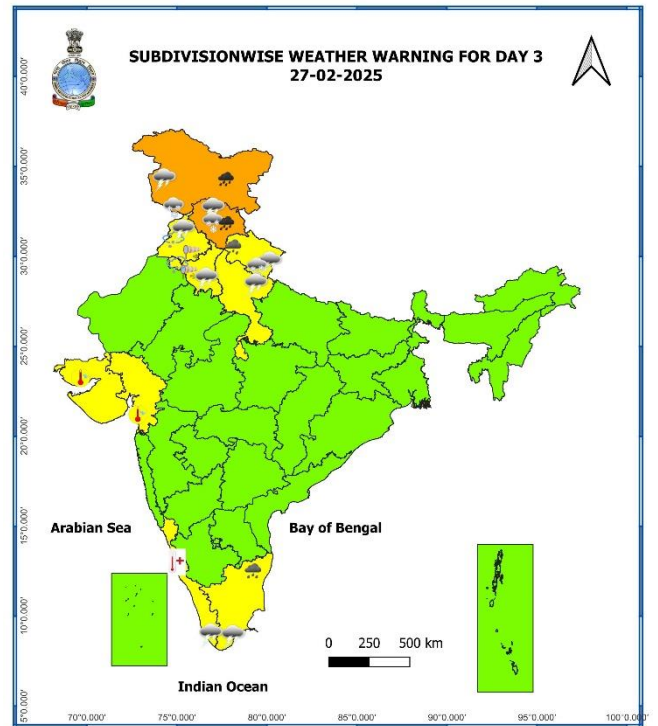 SUBDIVISIONWISE WEATHER WARNING FOR DAY 3
27-02-2025
40°0.000'
35°0.000'
30°0.000'
25°0.000'
20°0.000'
15°0.000'
10°0.000'
5°0.000'
Arabian Sea
Bay of Bengal
0 250 500 km
Indian Ocean
70°0.000' 75°0.000' 80°0.000' 85°0.000' 90°0.000' 95°0.000' 100°0.000'